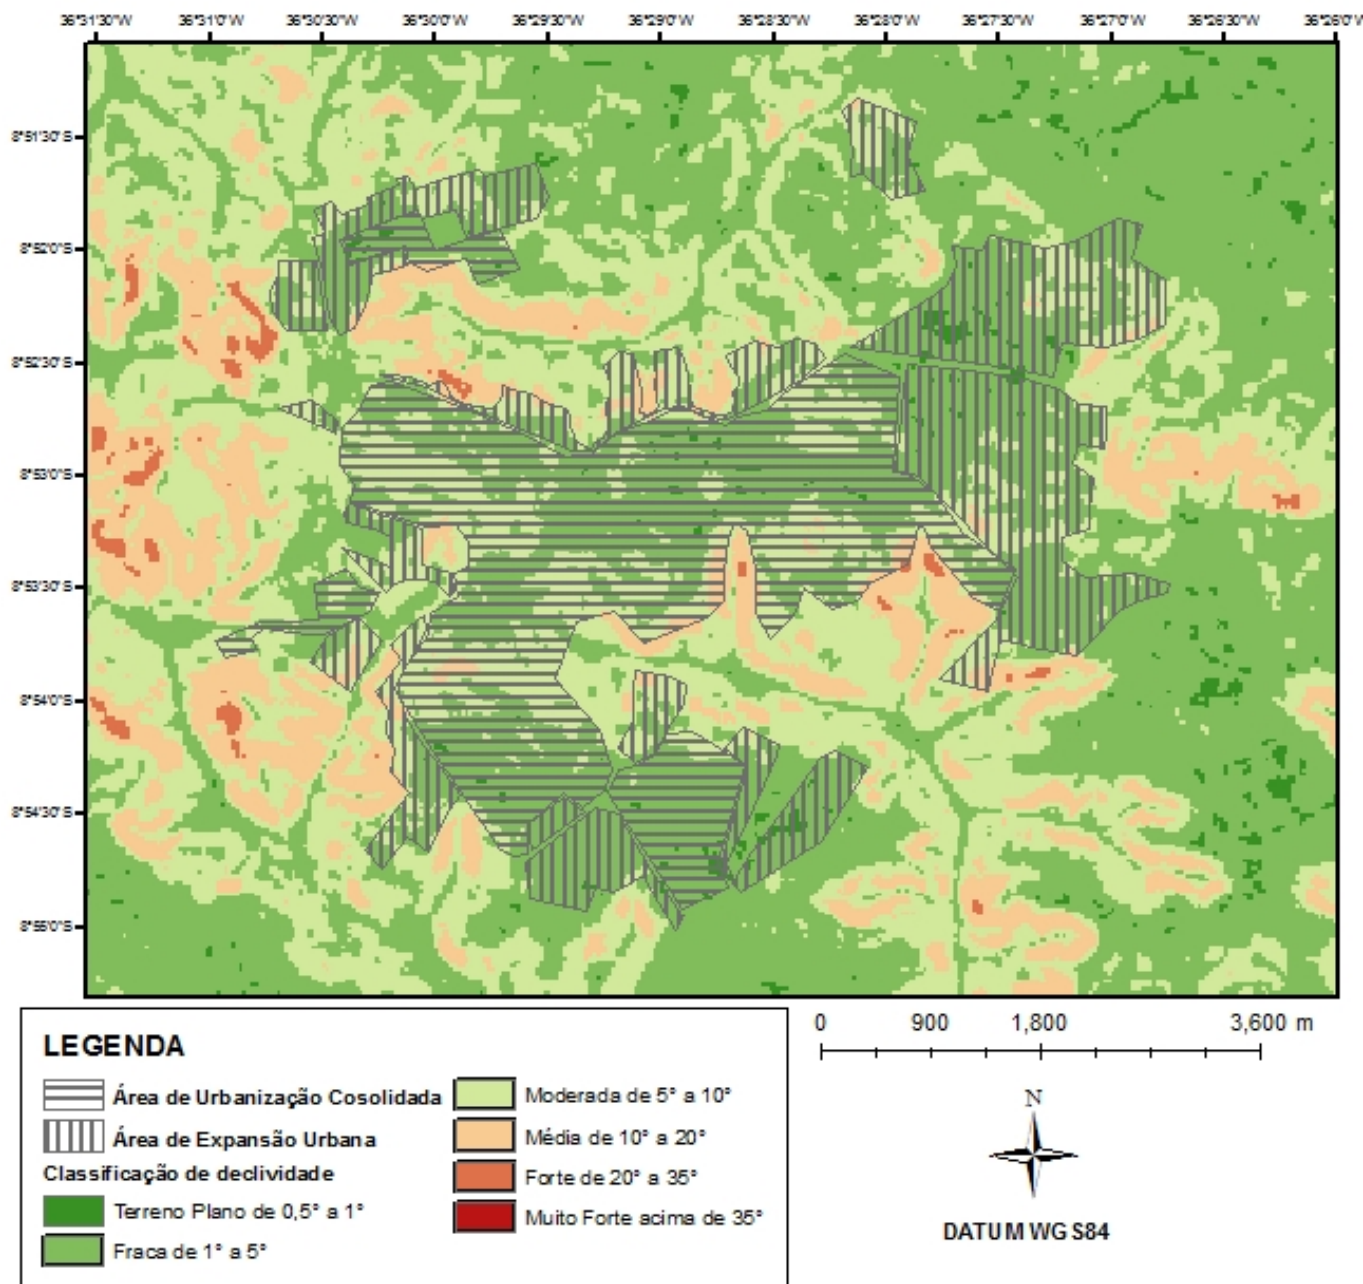 36°31'30"W 36°31'0"W 36°30'30"W 36°30'0"W 36°29'30"W 36°29'0"W 36°28'30"W 36°28'0"W 36°27'30"W 36°27'0"W 36°26'30"W 36°26'0"W
8°51'30"S
8°52'0"S
8°52'30"S
8°53'0"S
8°53'30"S
8°54'0"S
8°54'30"S
8°55'0"S
LEGENDA
Área de Urbanização Cosolidada
Área de Expansão Urbana
Classificação de declividade
Terreno Plano de 0,5° a 1°
Fraca de 1° a 5°
Moderada de 5° a 10°
Média de 10° a 20°
Forte de 20° a 35°
Muito Forte acima de 35°
0 900 1,800 3,600 m
N
DATUM WGS84